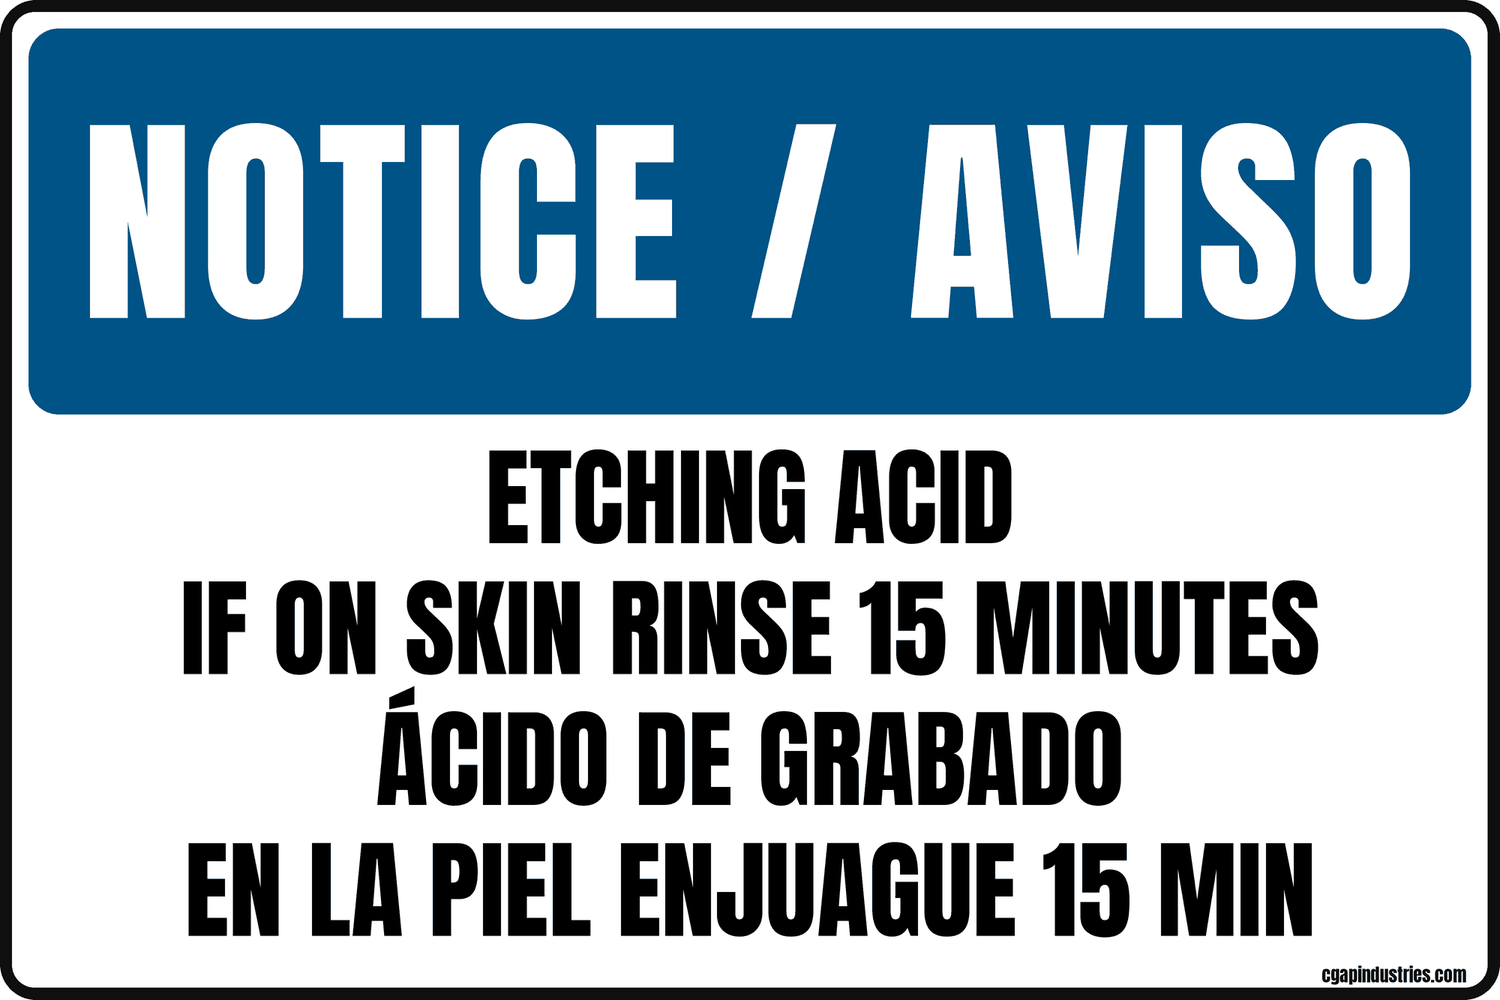 NOTICE / AVISO
ETCHING ACID
IF ON SKIN RINSE 15 MINUTES
ÁCIDO DE GRABADO
EN LA PIEL ENJUAGUE 15 MIN
cgapindustries.com